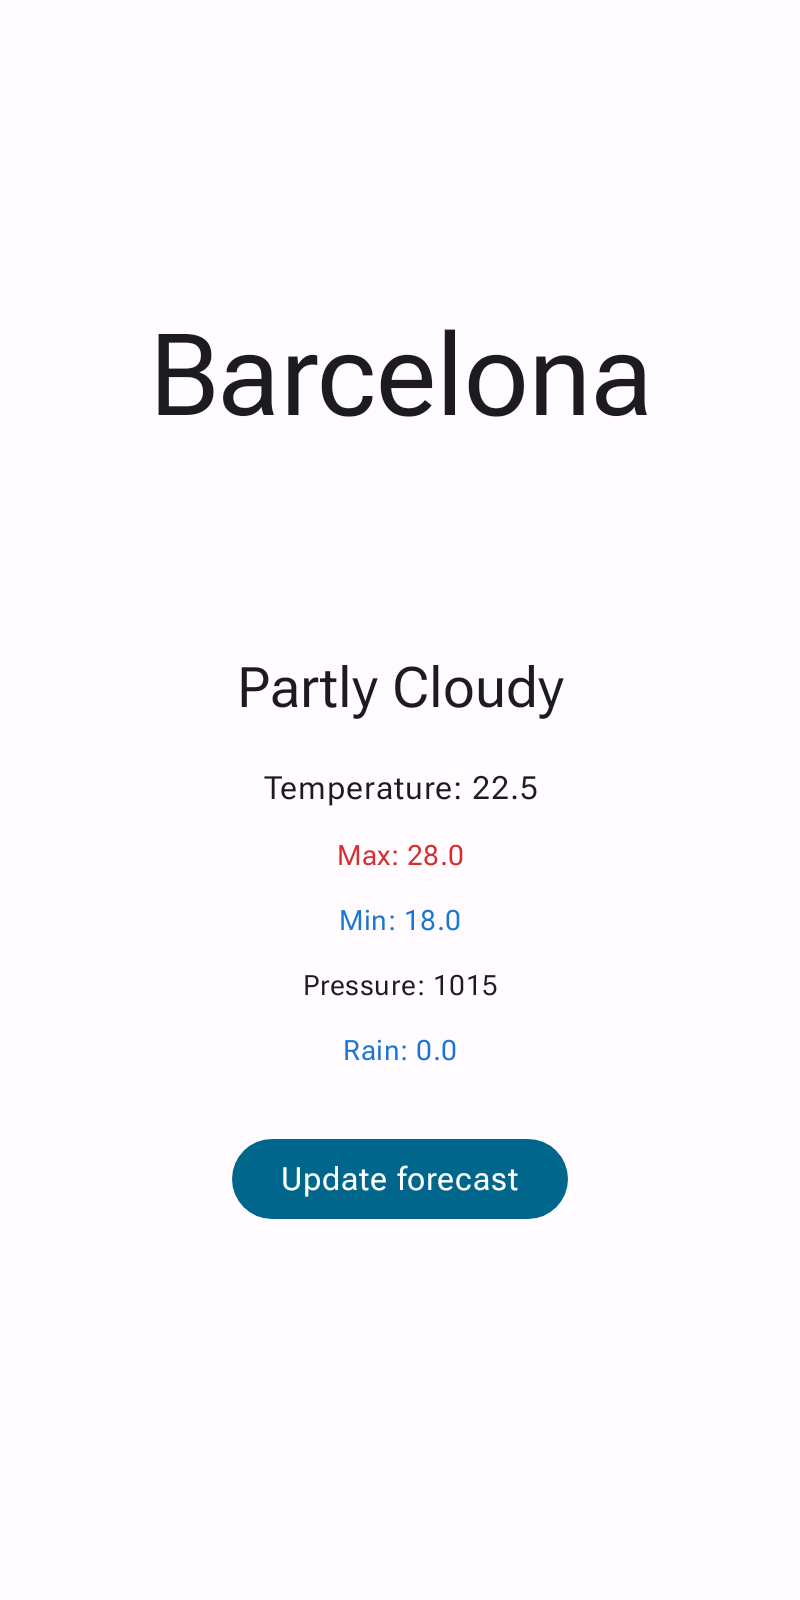 Barcelona
Partly Cloudy
Temperature: 22.5
Max: 28.0
Min: 18.0
Pressure: 1015
Rain: 0.0
Update forecast